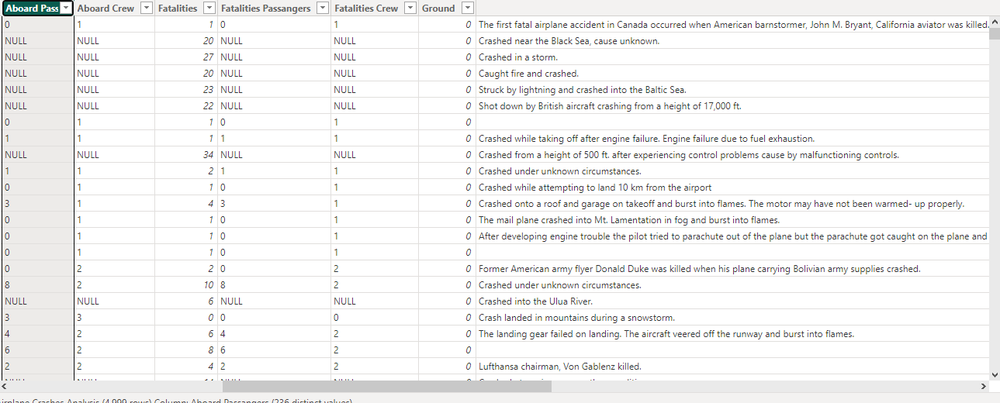 Aboard Pass Aboard Crew Fatalities Fatalities Passengers Fatalities Crew Ground
0 1 1 0 1 0 The first fatal airplane accident in Canada occurred when American barnstormer, John M. Bryant, California aviator was killed.
NULL NULL 20 NULL NULL 0 Crashed near the Black Sea, cause unknown.
NULL NULL 27 NULL NULL 0 Crashed in a storm.
NULL NULL 20 NULL NULL 0 Caught fire and crashed.
NULL NULL 23 NULL NULL 0 Struck by lightning and crashed into the Baltic Sea.
NULL NULL 22 NULL NULL 0 Shot down by British aircraft crashing from a height of 17,000 ft.
0 1 1 0 1 0
1 1 1 1 1 0 Crashed while taking off after engine failure. Engine failure due to fuel exhaustion.
NULL NULL 34 NULL NULL 0 Crashed from a height of 500 ft. after experiencing control problems cause by malfunctioning controls.
1 1 2 1 1 0 Crashed under unknown circumstances.
0 1 1 0 1 0 Crashed while attempting to land 10 km from the airport
3 1 4 3 1 0 Crashed onto a roof and garage on takeoff and burst into flames. The motor may have not been warmed- up properly.
0 1 1 0 1 0 The mail plane crashed into Mt. Lamentation in fog and burst into flames.
0 1 1 0 1 0 After developing engine trouble the pilot tried to parachute out of the plane but the parachute got caught on the plane and
0 1 1 0 1 0
0 2 2 0 2 0 Former American army flyer Donald Duke was killed when his plane carrying Bolivian army supplies crashed.
8 2 10 8 2 0 Crashed under unknown circumstances.
NULL NULL 6 NULL NULL 0 Crashed into the Ulua River.
3 3 0 0 0 0 Crash landed in mountains during a snowstorm.
4 2 6 4 2 0 The landing gear failed on landing. The aircraft veered off the runway and burst into flames.
6 2 8 6 2 0
2 2 4 2 2 0 Lufthansa chairman, Von Gablenz killed.
irplane Crashes Analysis (4,999 rows) Column: Aboard Passangers (236 distinct values)